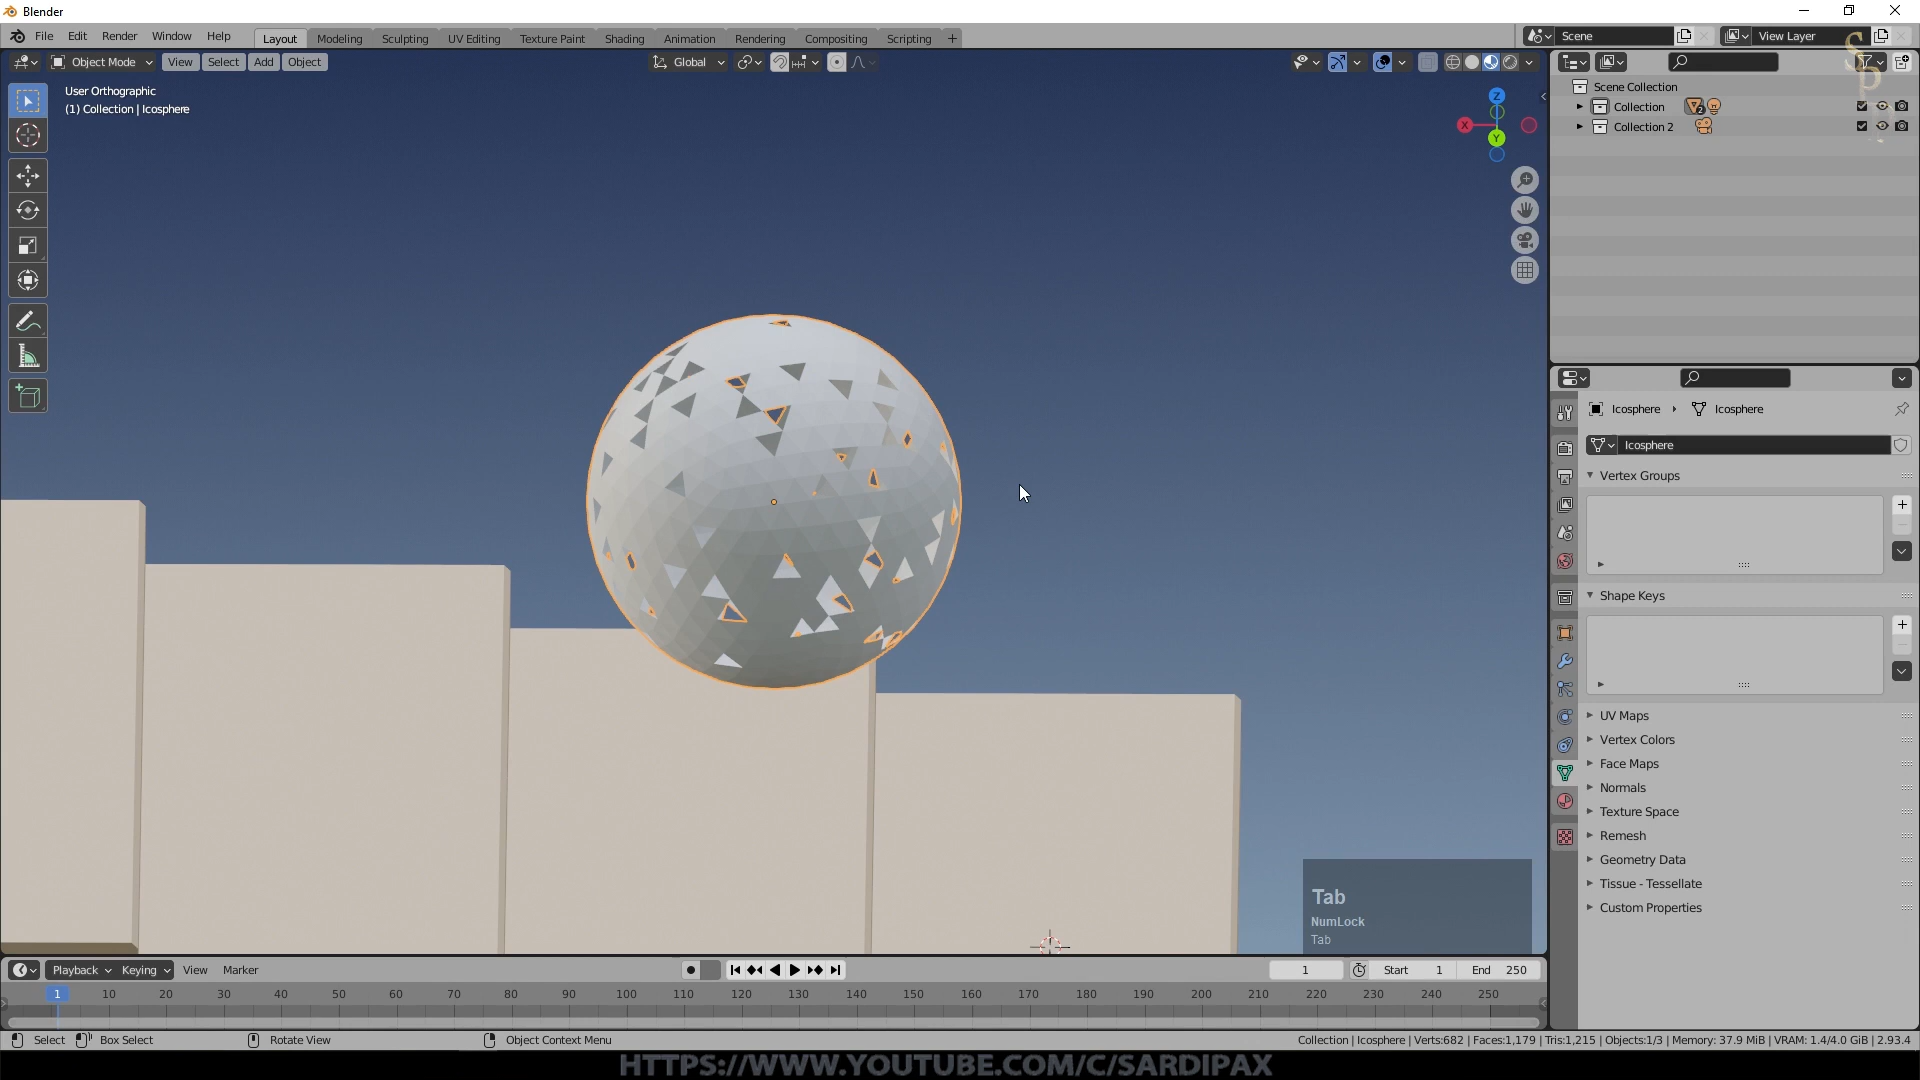 Blender
File Edit Render Window Help
Layout Modeling Sculpting UV Editing Texture Paint Shading Animation Rendering Compositing Scripting +
Scene
View Layer
Object Mode View Select Add Object
Global
User Orthographic
(1) Collection | Icosphere
Z
X
Y
Scene Collection
Collection
2
Collection 2
SP
Icosphere
Icosphere
Icosphere
Vertex Groups
Shape Keys
UV Maps
Vertex Colors
Face Maps
Normals
Texture Space
Remesh
Geometry Data
Tissue - Tessellate
Custom Properties
Tab
NumLock
Tab
Playback Keying View Marker
1
Start 1
End 250
1 10 20 30 40 50 60 70 80 90 100 110 120 130 140 150 160 170 180 190 200 210 220 230 240 250
Select Box Select Rotate View Object Context Menu
Collection | Icosphere | Verts:682 | Faces:1,179 | Tris:1,215 | Objects:1/3 | Memory: 37.9 MiB | VRAM: 1.4/4.0 GiB | 2.93.4
HTTPS://WWW.YOUTUBE.COM/C/SARDIPAX